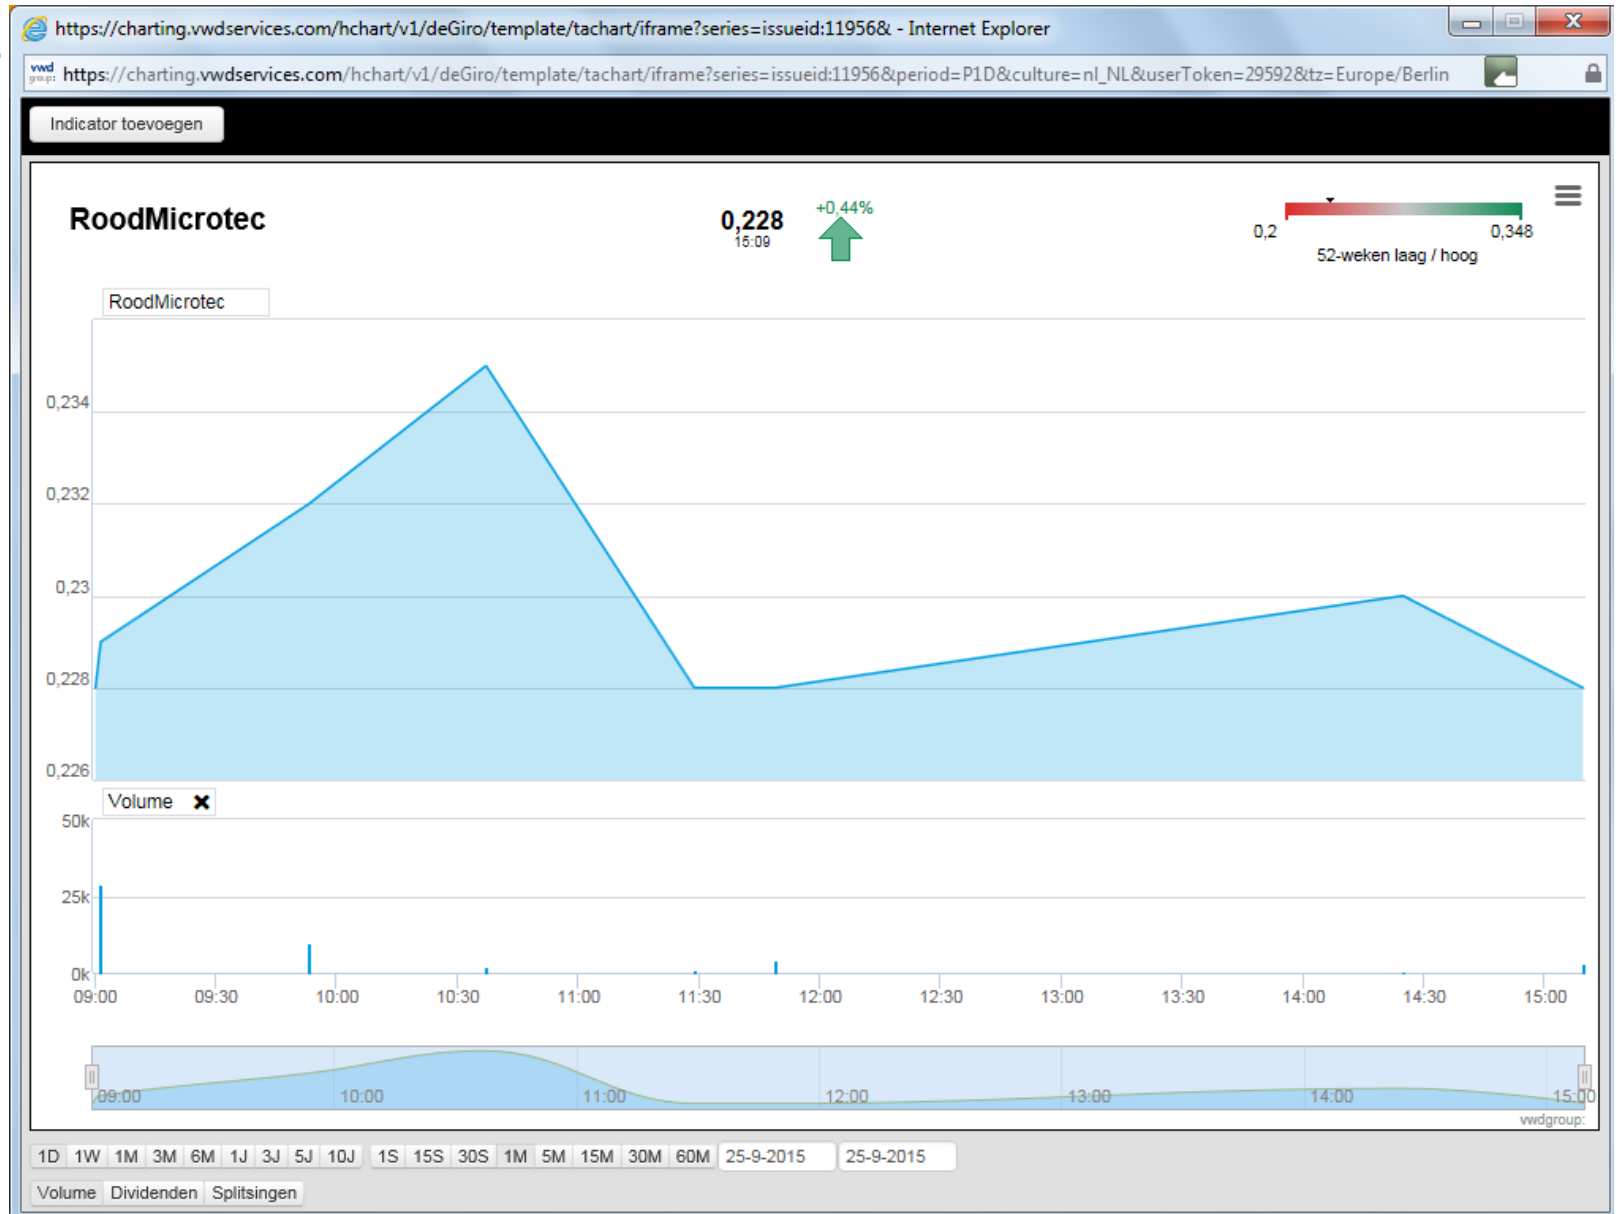 https://charting.vwdservices.com/hchart/v1/deGiro/template/tachart/iframe?series=issueid:11956& - Internet Explorer
vwd group: https://charting.vwdservices.com/hchart/v1/deGiro/template/tachart/iframe?series=issueid:11956&period=P1D&culture=nl_NL&userToken=29592&tz=Europe/Berlin
Indicator toevoegen
RoodMicrotec
0,228
15:09
+0,44%
0,2 0,348
52-weken laag / hoog
RoodMicrotec
0,234
0,232
0,23
0,228
0,226
Volume
50k
25k
0k
09:00 09:30 10:00 10:30 11:00 11:30 12:00 12:30 13:00 13:30 14:00 14:30 15:00
09:00 10:00 11:00 12:00 13:00 14:00 15:00
vwdgroup:
1D 1W 1M 3M 6M 1J 3J 5J 10J 1S 15S 30S 1M 5M 15M 30M 60M 25-9-2015 25-9-2015
Volume Dividenden Splitsingen